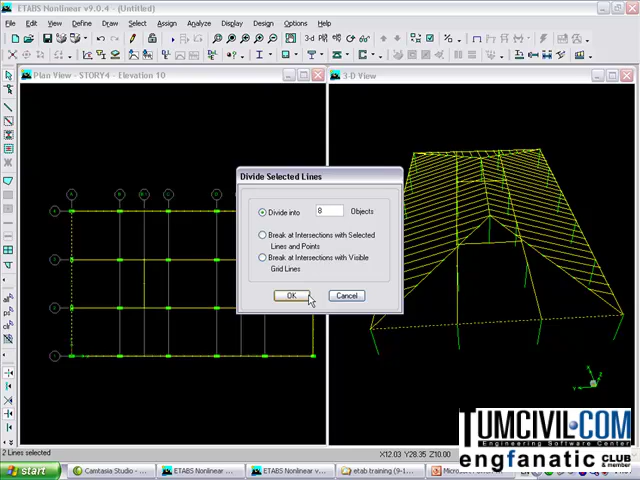 ETABS Nonlinear v9.0.4 - (Untitled)
File Edit View Define Draw Select Assign Analyze Display Design Options Help
3-d
Plan View - STORY4 - Elevation 10
3-D View
Divide Selected Lines
Divide into 8 Objects
Break at Intersections with Selected
Lines and Points
Break at Intersections with Visible
Grid Lines
OK Cancel
2 Lines selected
X12.03 Y28.35 Z10.00
TUMCIVIL.COM
Engineering Software Center
engfanatic CLUB
& member
start
Camtasia Studio - ...
ETABS Nonlinear ...
ETABS Nonlinear v...
etab training (9-1...
Microsoft